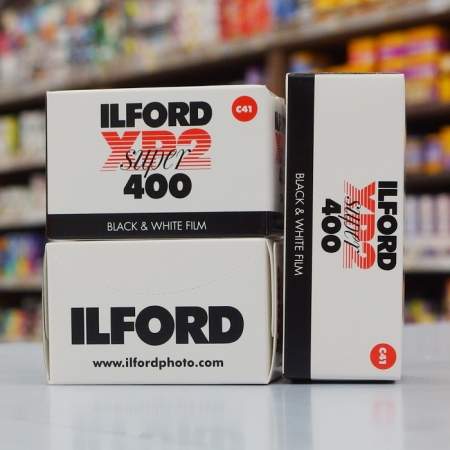 ILFORD
C41
XP2
super
400
BLACK & WHITE FILM
ILFORD
www.ilfordphoto.com
ILFORD
XP2
super
400
BLACK & WHITE FILM
C41